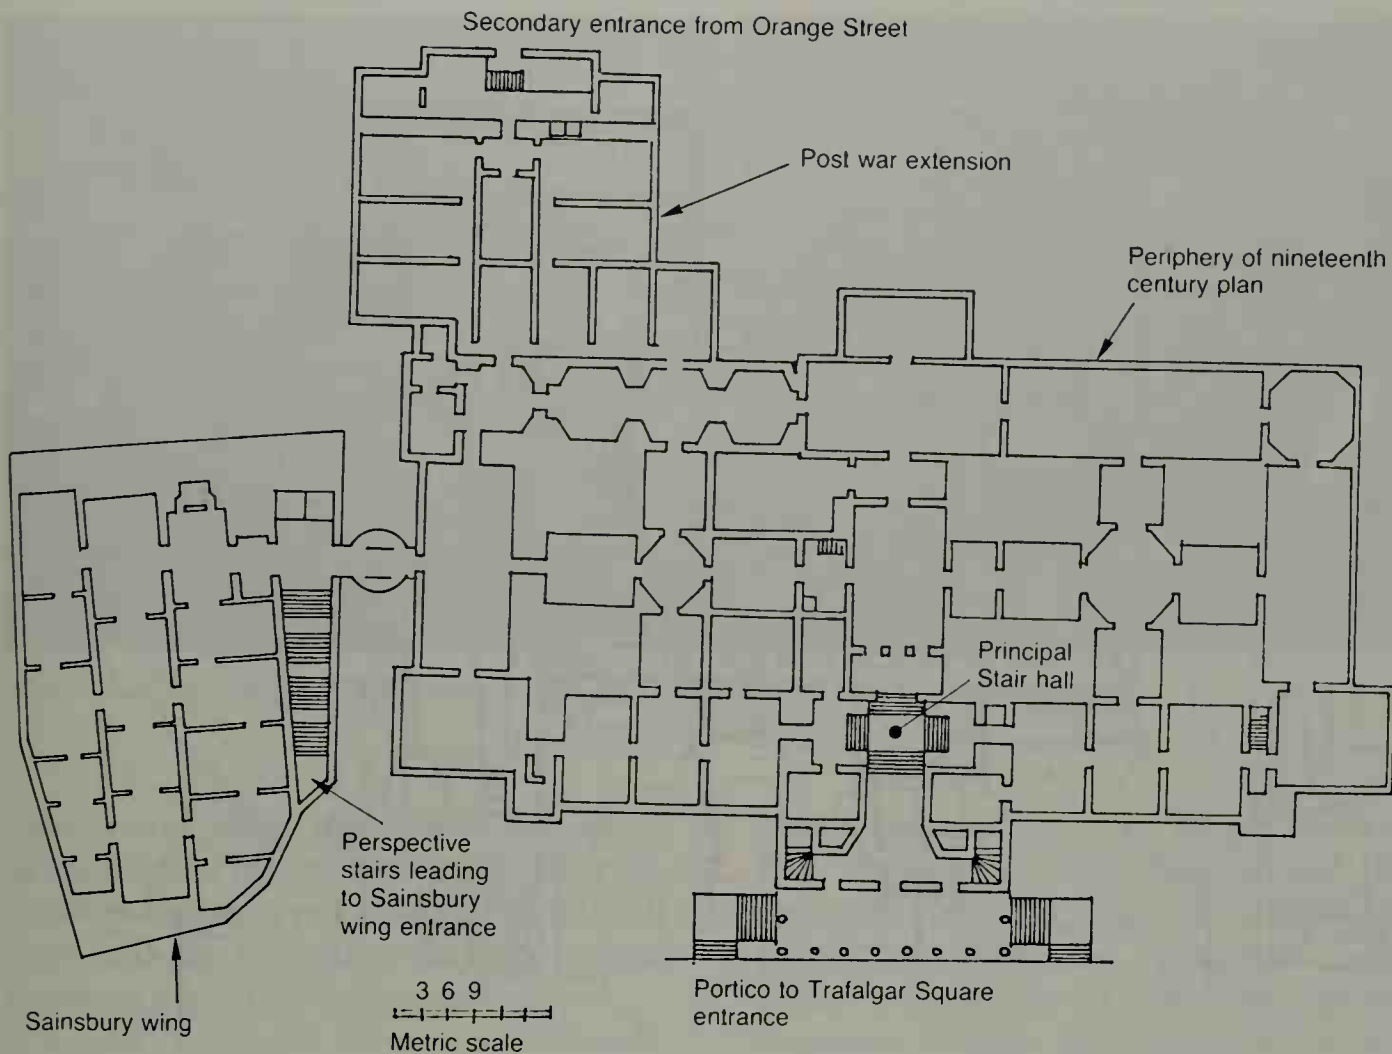 Secondary entrance from Orange Street
Post war extension
Periphery of nineteenth
century plan
Principal
Stair hall
Perspective
stairs leading
to Sainsbury
wing entrance
Sainsbury wing
3 6 9
Metric scale
Portico to Trafalgar Square
entrance